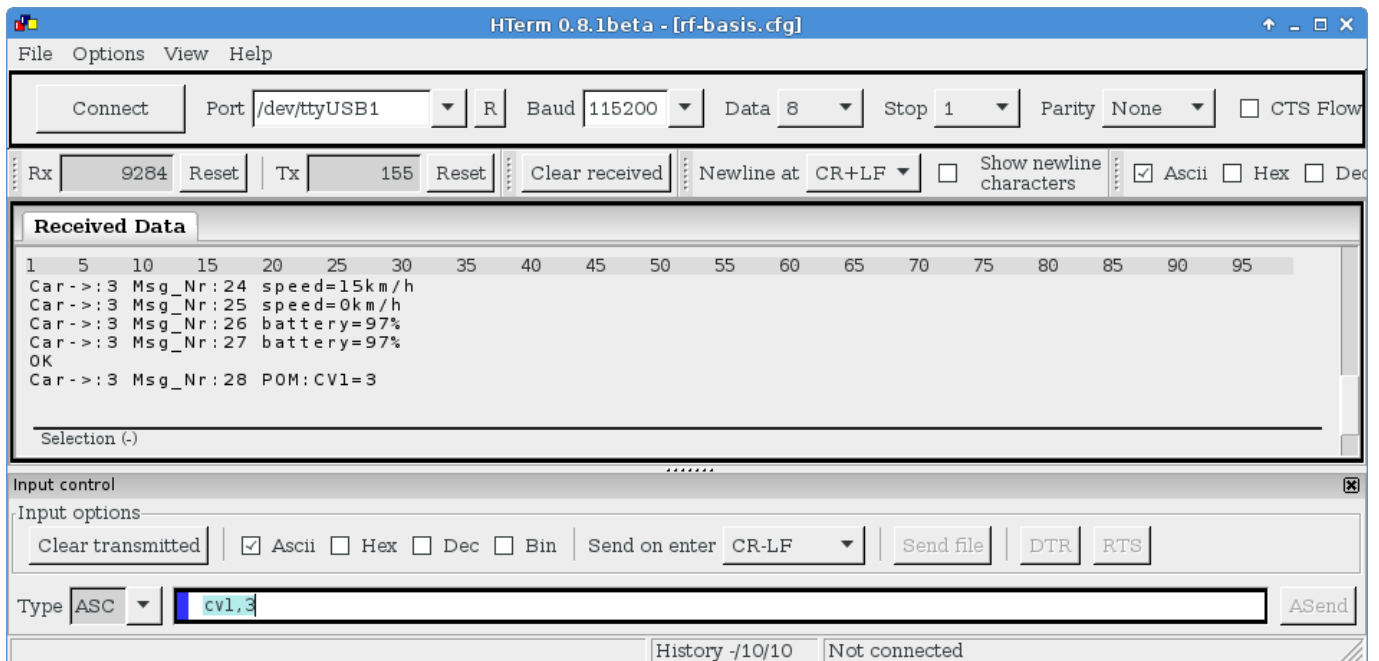 HTerm 0.8.1beta - [rf-basis.cfg]
File Options View Help
Connect Port /dev/ttyUSB1 R Baud 115200 Data 8 Stop 1 Parity None CTS Flow
Rx 9284 Reset Tx 155 Reset Clear received Newline at CR+LF Show newline characters Ascii Hex Dec
Received Data
1 5 10 15 20 25 30 35 40 45 50 55 60 65 70 75 80 85 90 95
Car->:3 Msg_Nr:24 speed=15km/h
Car->:3 Msg_Nr:25 speed=0km/h
Car->:3 Msg_Nr:26 battery=97%
Car->:3 Msg_Nr:27 battery=97%
OK
Car->:3 Msg_Nr:28 POM:CV1=3
Selection (-)
Input control
Input options
Clear transmitted Ascii Hex Dec Bin Send on enter CR-LF Send file DTR RTS
Type ASC cv1,3 ASend
History -/10/10 Not connected